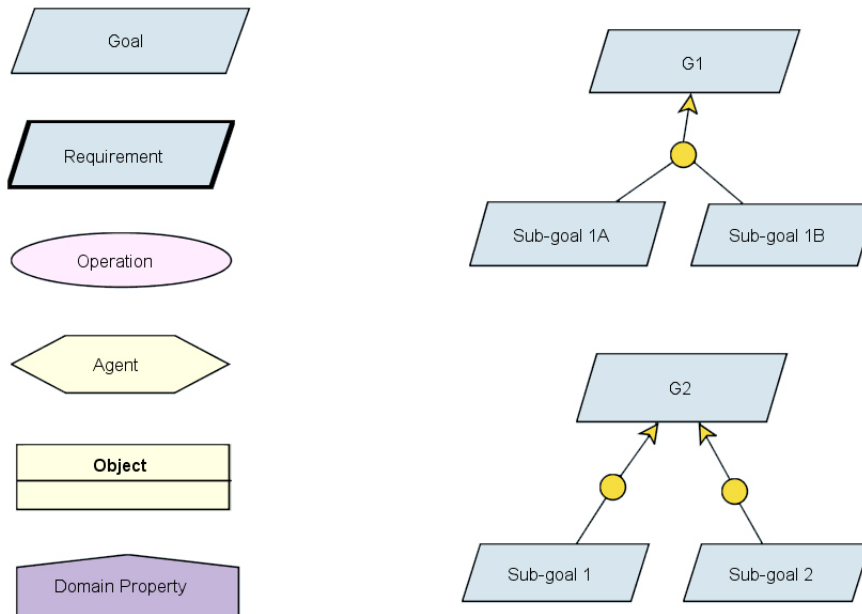 Goal
Requirement
Operation
Agent
Object
Domain Property
G1
Sub-goal 1A
Sub-goal 1B
G2
Sub-goal 1
Sub-goal 2